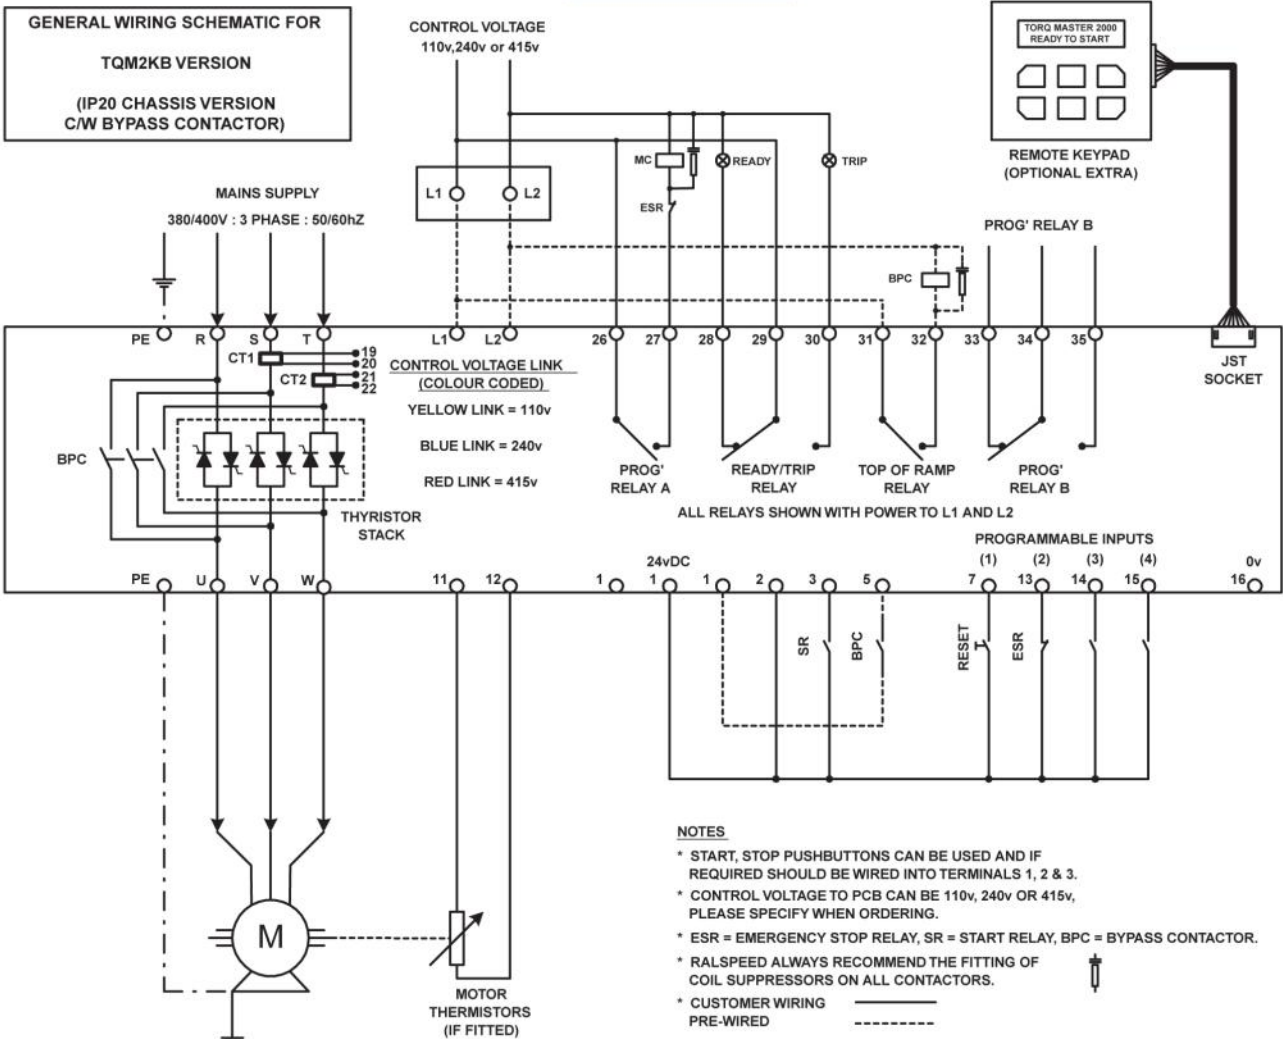 GENERAL WIRING SCHEMATIC FOR
TQM2KB VERSION
(IP20 CHASSIS VERSION
C/W BYPASS CONTACTOR)
CONTROL VOLTAGE
110v,240v or 415v
TORQ MASTER 2000
READY TO START
REMOTE KEYPAD
(OPTIONAL EXTRA)
MC
READY
TRIP
L1
L2
ESR
MAINS SUPPLY
380/400V : 3 PHASE : 50/60hZ
PROG' RELAY B
BPC
PE
R
S
T
L1
L2
26
27
28
29
30
31
32
33
34
35
JST
SOCKET
CT1
19
20
CT2
21
22
CONTROL VOLTAGE LINK
(COLOUR CODED)
YELLOW LINK = 110v
BLUE LINK = 240v
RED LINK = 415v
BPC
THYRISTOR
STACK
PROG'
RELAY A
READY/TRIP
RELAY
TOP OF RAMP
RELAY
PROG'
RELAY B
ALL RELAYS SHOWN WITH POWER TO L1 AND L2
PROGRAMMABLE INPUTS
24vDC
(1)
(2)
(3)
(4)
0v
PE
U
V
W
11
12
1
1
1
2
3
5
7
13
14
15
16
SR
BPC
RESET
ESR
M
MOTOR
THERMISTORS
(IF FITTED)
NOTES
* START, STOP PUSHBUTTONS CAN BE USED AND IF
REQUIRED SHOULD BE WIRED INTO TERMINALS 1, 2 & 3.
* CONTROL VOLTAGE TO PCB CAN BE 110v, 240v OR 415v,
PLEASE SPECIFY WHEN ORDERING.
* ESR = EMERGENCY STOP RELAY, SR = START RELAY, BPC = BYPASS CONTACTOR.
* RALSPEED ALWAYS RECOMMEND THE FITTING OF
COIL SUPPRESSORS ON ALL CONTACTORS.
* CUSTOMER WIRING
PRE-WIRED